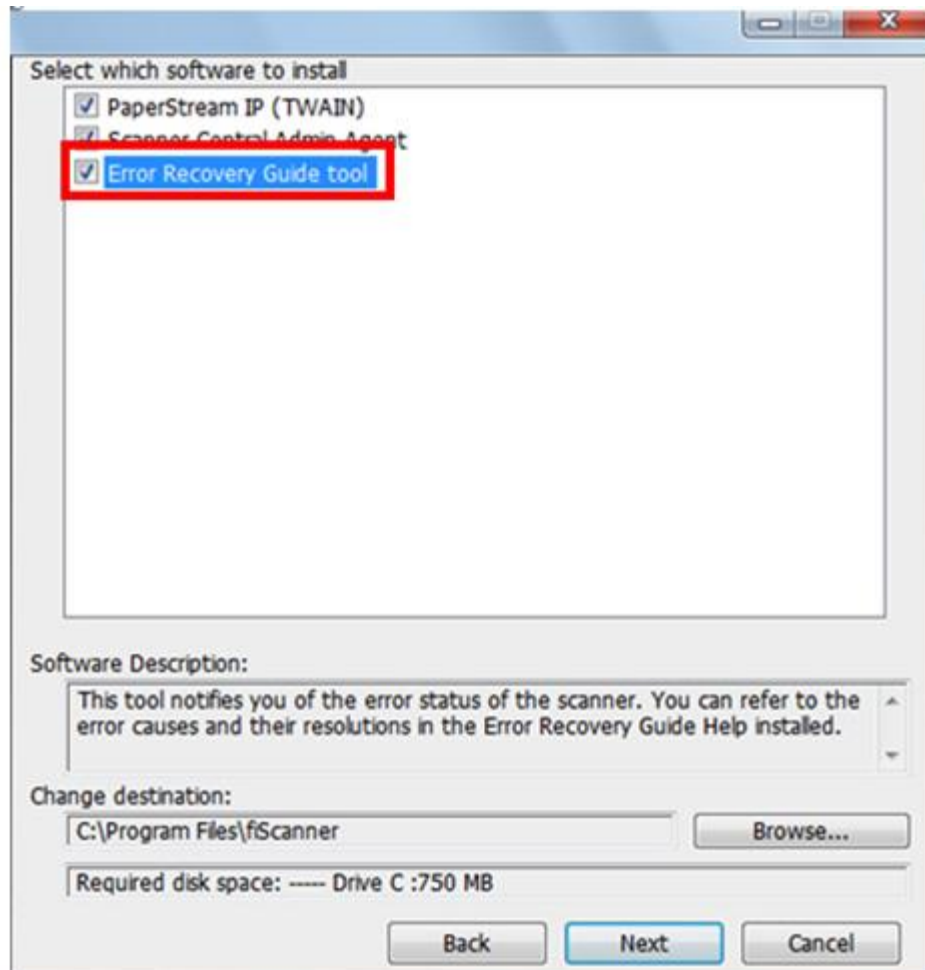 Select which software to install
PaperStream IP (TWAIN)
Scanner Central Admin Agent
Error Recovery Guide tool
Software Description:
This tool notifies you of the error status of the scanner. You can refer to the
error causes and their resolutions in the Error Recovery Guide Help installed.
Change destination:
C:\Program Files\fiScanner
Browse...
Required disk space: ----- Drive C :750 MB
Back
Next
Cancel